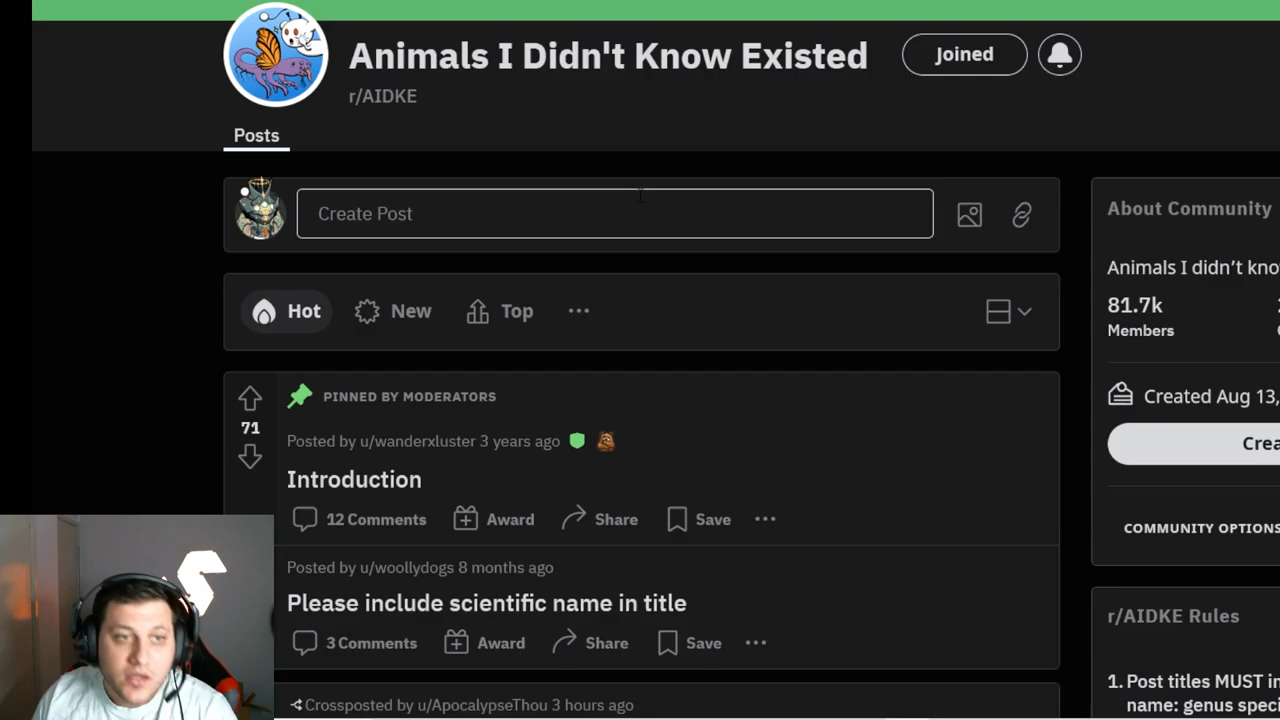 Animals I Didn't Know Existed
Joined
r/AIDKE
Posts
Create Post
About Community
Animals I didn't kno
81.7k
Members
Hot
New
Top
PINNED BY MODERATORS
71
Posted by u/wanderxluster 3 years ago
Introduction
12 Comments
Award
Share
Save
Created Aug 13,
Crea
COMMUNITY OPTIONS
Posted by u/woollydogs 8 months ago
Please include scientific name in title
3 Comments
Award
Share
Save
r/AIDKE Rules
1. Post titles MUST in
name: genus speci
Crossposted by u/ApocalypseThou 3 hours ago